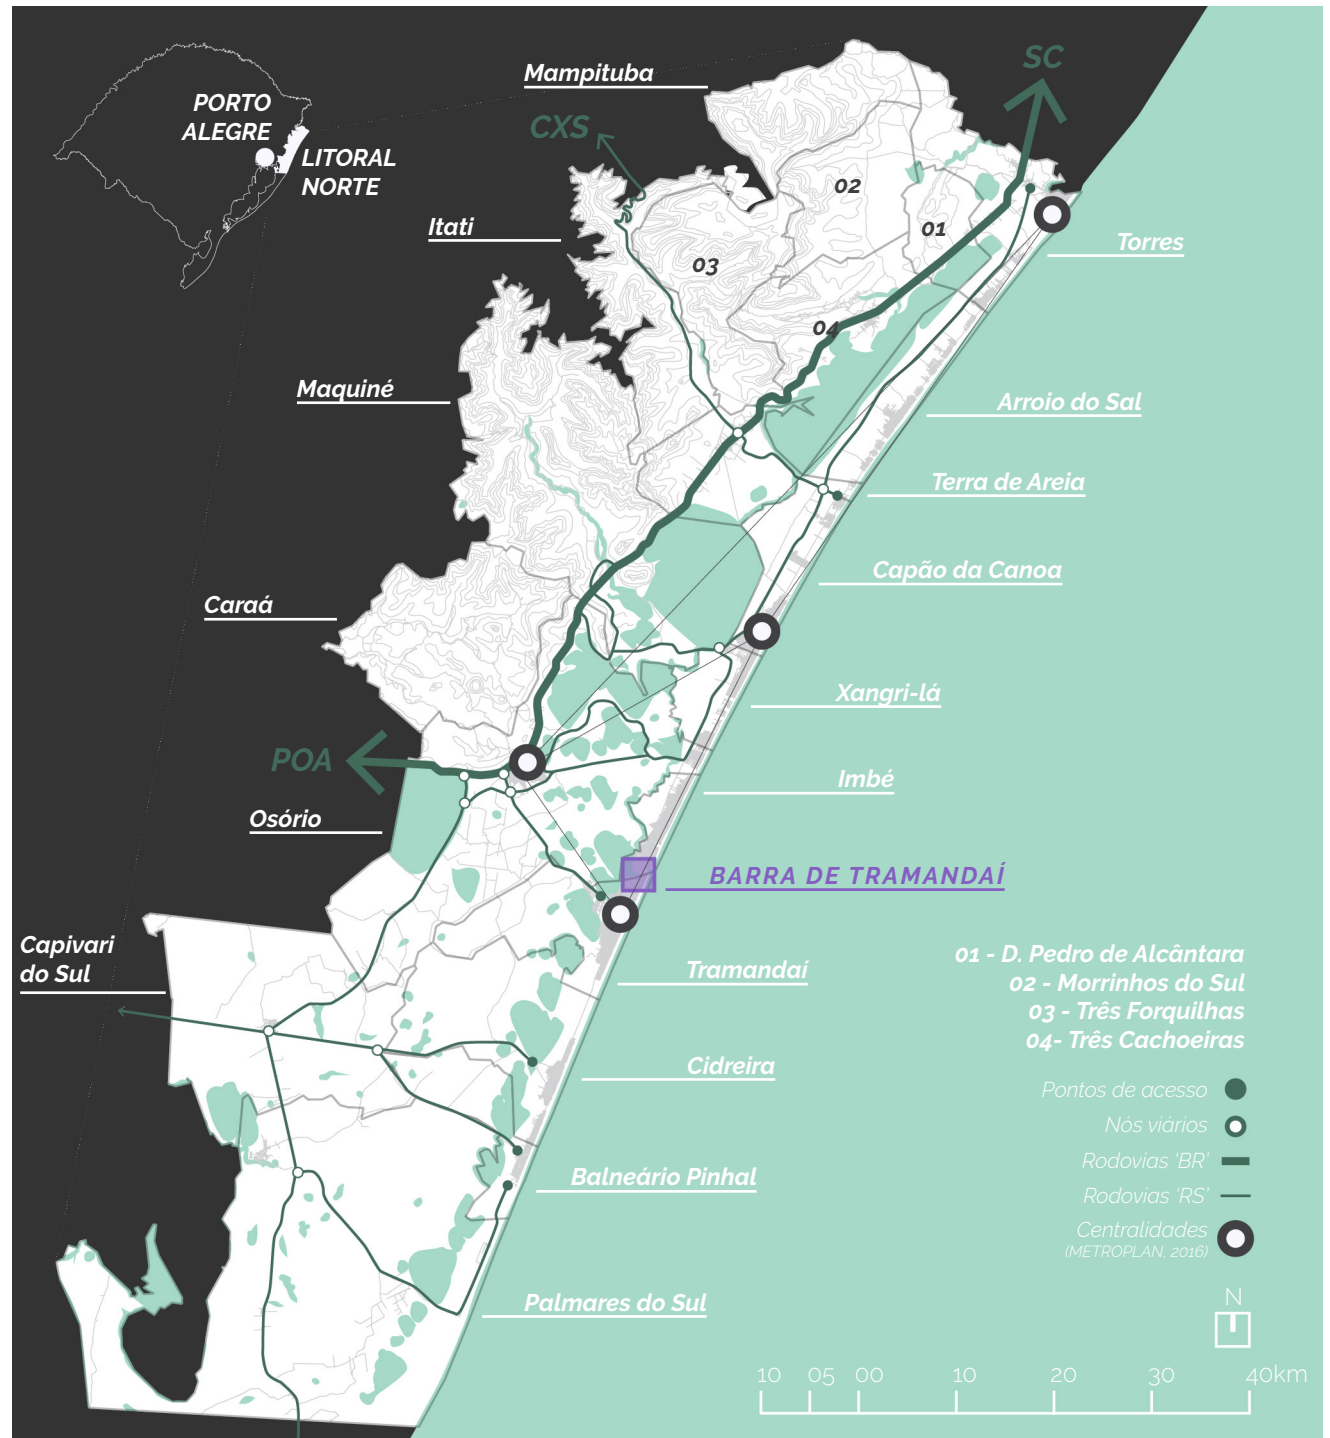 SC
Mampituba
PORTO
ALEGRE
CXS
LITORAL
NORTE
02
01
Itati
03
Torres
04
Maquiné
Arroio do Sal
Terra de Areia
Capão da Canoa
Caraá
Xangri-lá
POA
Imbé
Osório
BARRA DE TRAMANDAÍ
Capivari
do Sul
Tramandaí
01 - D. Pedro de Alcântara
02 - Morrinhos do Sul
03 - Três Forquilhas
04- Três Cachoeiras
Cidreira
Pontos de acesso
Nós viários
Rodovias 'BR'
Rodovias 'RS'
Balneário Pinhal
Centralidades
(METROPLAN, 2016)
Palmares do Sul
N
10 05 00 10 20 30 40km